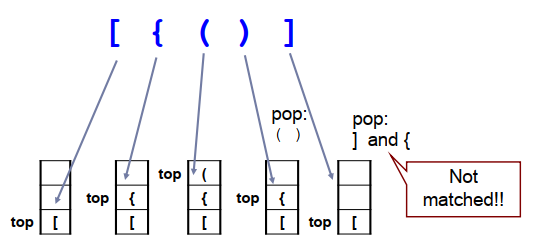 [ { ( ) ]
pop:
( )
pop:
] and {
Not
matched!!
top (
top { { top {
top [ [ [ [ top [